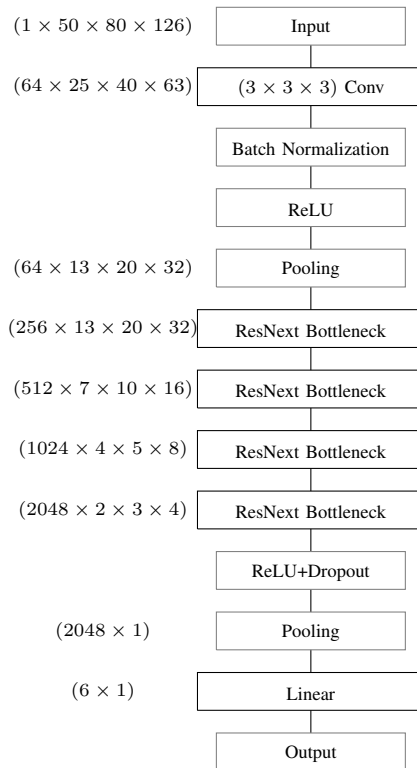 (1 × 50 × 80 × 126) Input
(64 × 25 × 40 × 63) (3 × 3 × 3) Conv
Batch Normalization
ReLU
(64 × 13 × 20 × 32) Pooling
(256 × 13 × 20 × 32) ResNext Bottleneck
(512 × 7 × 10 × 16) ResNext Bottleneck
(1024 × 4 × 5 × 8) ResNext Bottleneck
(2048 × 2 × 3 × 4) ResNext Bottleneck
ReLU+Dropout
(2048 × 1) Pooling
(6 × 1) Linear
Output